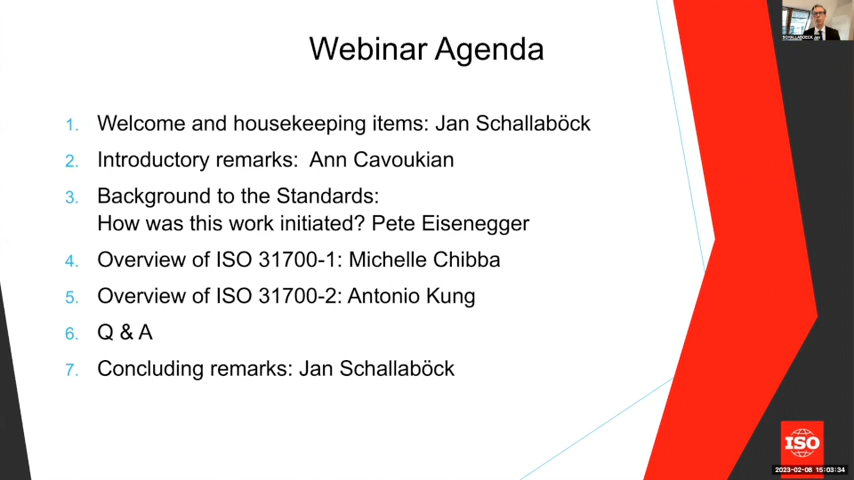 Webinar Agenda
1. Welcome and housekeeping items: Jan Schallaböck
2. Introductory remarks: Ann Cavoukian
3. Background to the Standards:
How was this work initiated? Pete Eisenegger
4. Overview of ISO 31700-1: Michelle Chibba
5. Overview of ISO 31700-2: Antonio Kung
6. Q & A
7. Concluding remarks: Jan Schallaböck
ISO
2023-02-08 15:03:34